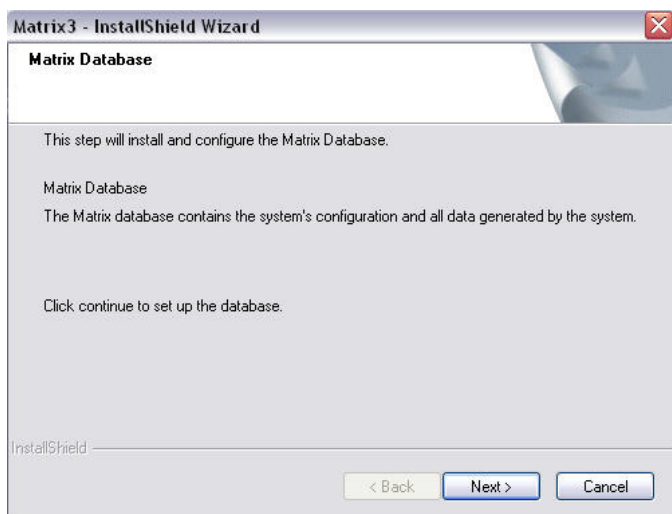 Matrix3 - InstallShield Wizard
Matrix Database
This step will install and configure the Matrix Database.
Matrix Database
The Matrix database contains the system's configuration and all data generated by the system.
Click continue to set up the database.
InstallShield
< Back
Next >
Cancel